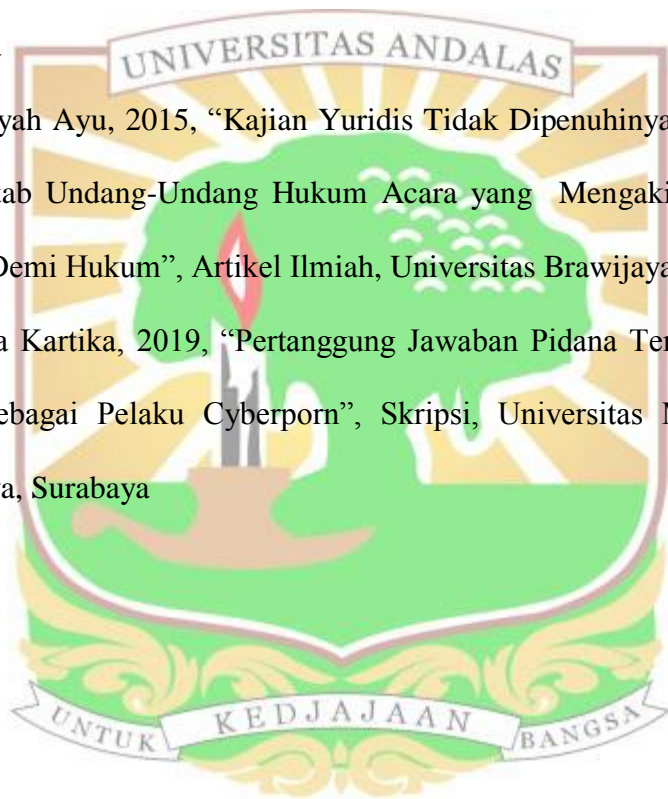 UNIVERSITAS ANDALAS
yah Ayu, 2015, “Kajian Yuridis Tidak Dipenuhinya
tab Undang-Undang Hukum Acara yang Mengaki
Demi Hukum”, Artikel Ilmiah, Universitas Brawijaya
a Kartika, 2019, “Pertanggung Jawaban Pidana Ter
ebagai Pelaku Cyberporn”, Skripsi, Universitas
a, Surabaya
UNTUK KEDJAJAAN BANGSA